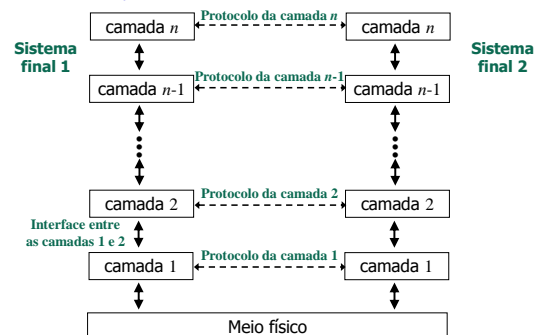 Protocolo da camada n
camada n
camada n
Sistema
final 1
Sistema
final 2
Protocolo da camada n-1
camada n-1
camada n-1
Protocolo da camada 2
camada 2
camada 2
Interface entre
as camadas 1 e 2
Protocolo da camada 1
camada 1
camada 1
Meio físico